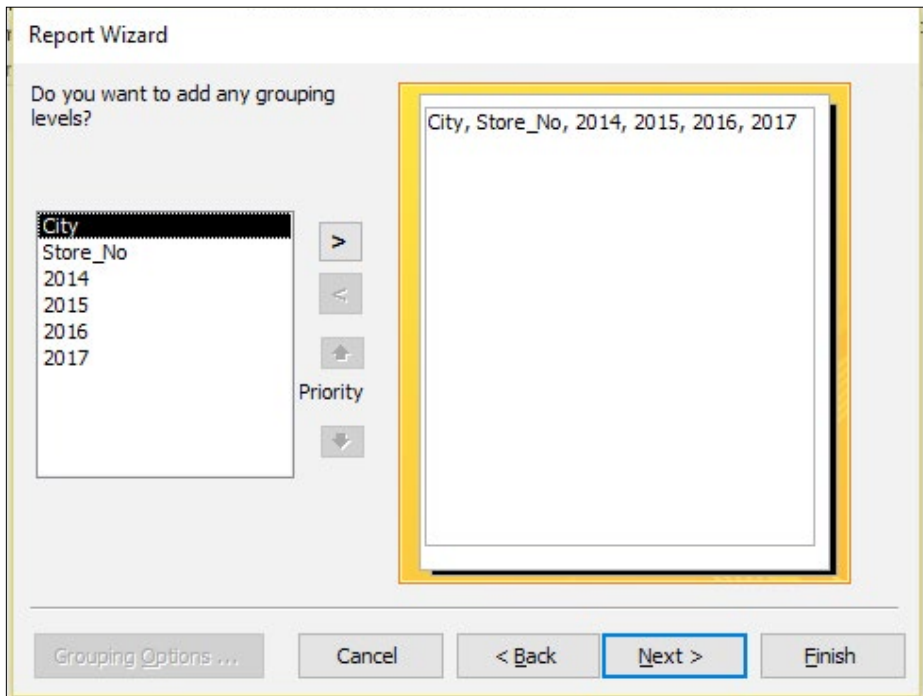 Report Wizard
Do you want to add any grouping
levels?
City, Store_No, 2014, 2015, 2016, 2017
City
Store_No
2014
2015
2016
2017
>
<
Priority
Grouping Options ...
Cancel
< Back
Next >
Finish